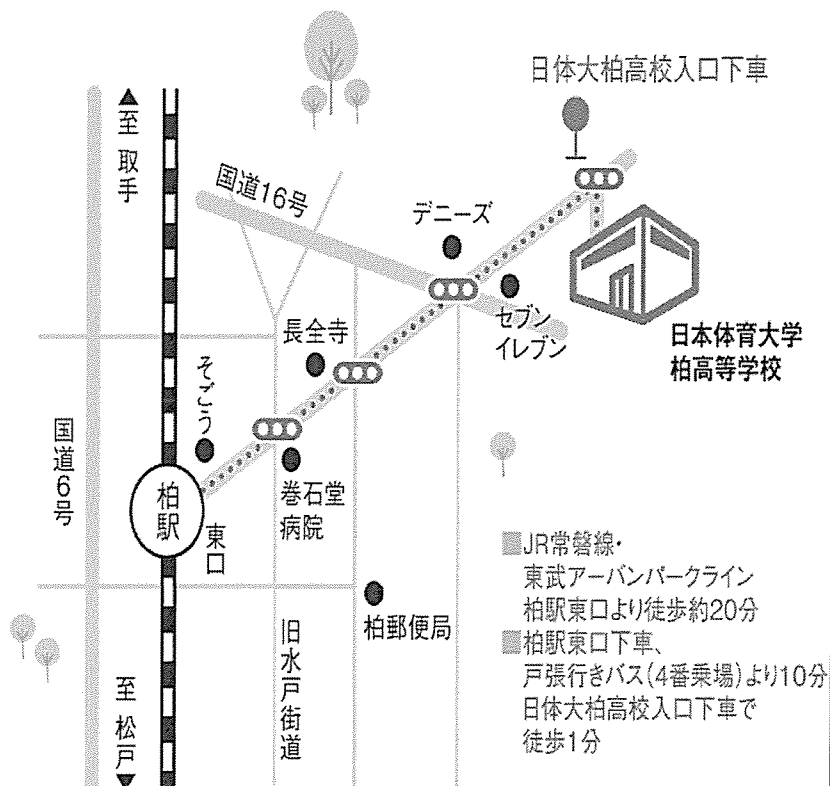 日体大柏高校入口下車
▲至 取手
国道16号
デニーズ
セブン
イレブン
日本体育大学
柏高等学校
長全寺
そごう
国道6号
柏駅
東口
巻石堂
病院
柏郵便局
旧水戸街道
至 松戸▼
■JR常磐線・
東武アーバンパークライン
柏駅東口より徒歩約20分
■柏駅東口下車、
戸張行きバス(4番乗場)より10分
日体大柏高校入口下車で
徒歩1分